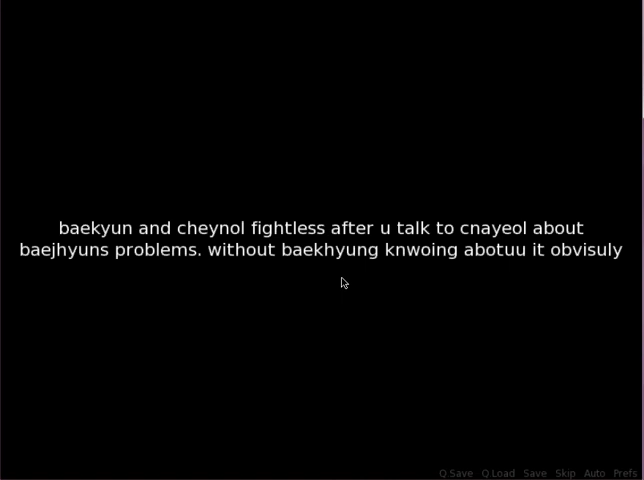 baekyun and cheynol fightless after u talk to cnayeol about
baejhyuns problems. without baekhyung knwoing abotuu it obvisuly
Q.Save Q.Load Save Skip Auto Prefs